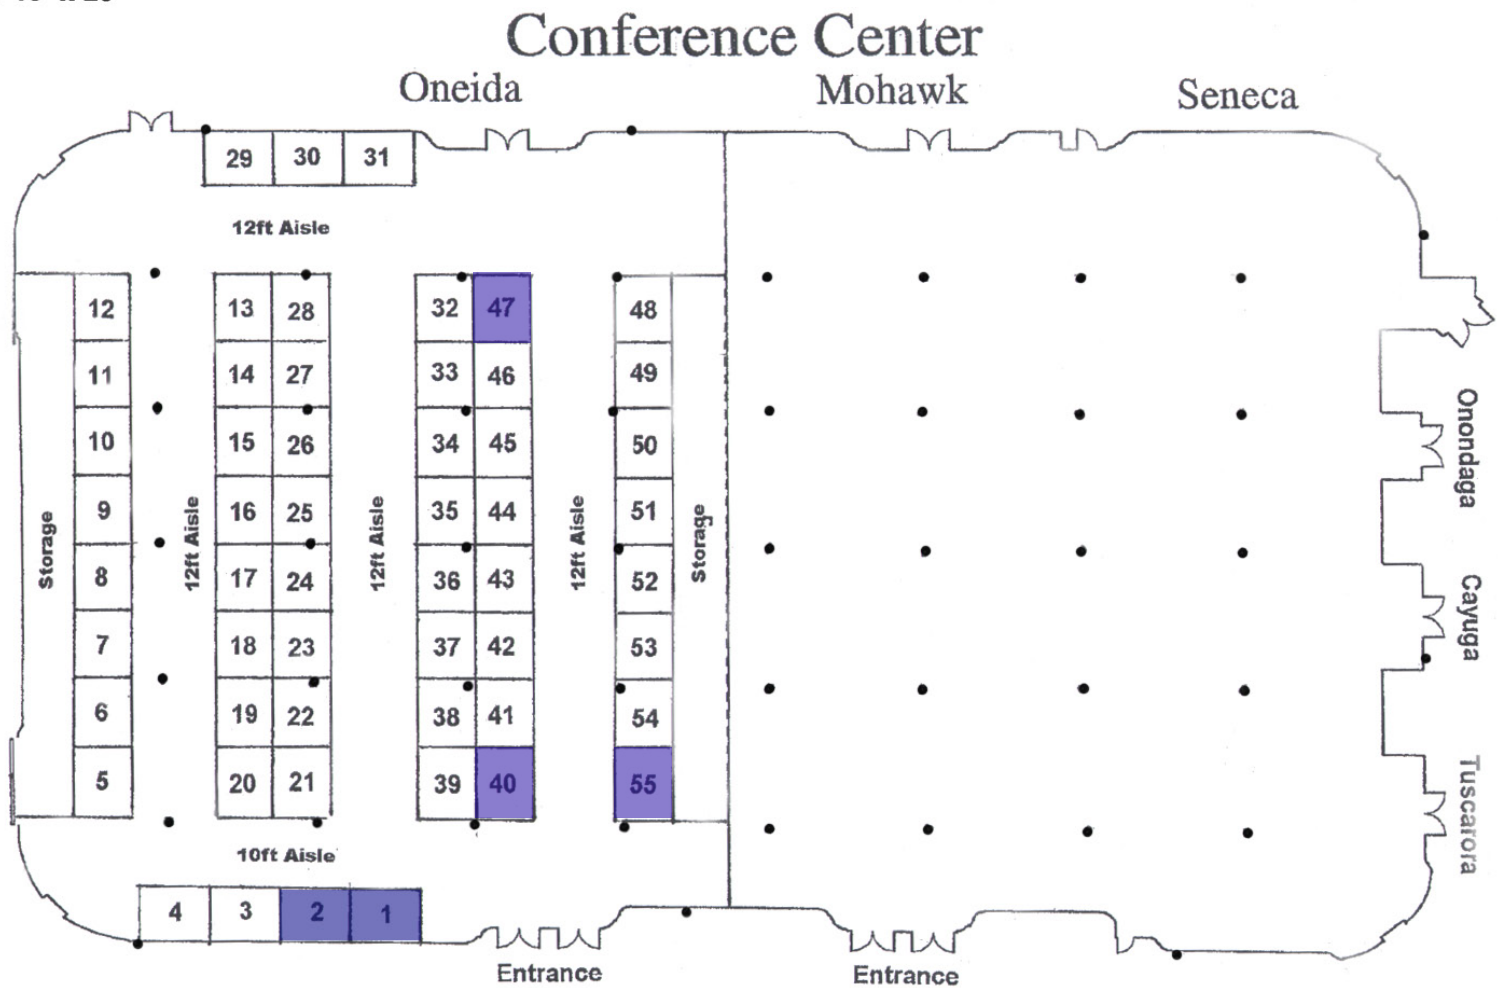 Conference Center
Oneida
Mohawk
Seneca
29 30 31
12ft Aisle
12 13 28 32 47 48
11 14 27 33 46 49
10 15 26 34 45 50
9 16 25 35 44 51
8 17 24 36 43 52
7 18 23 37 42 53
6 19 22 38 41 54
5 20 21 39 40 55
Storage
12ft Aisle
12ft Aisle
12ft Aisle
Storage
Onondaga
Cayuga
Tuscarora
10ft Aisle
4 3 2 1
Entrance
Entrance